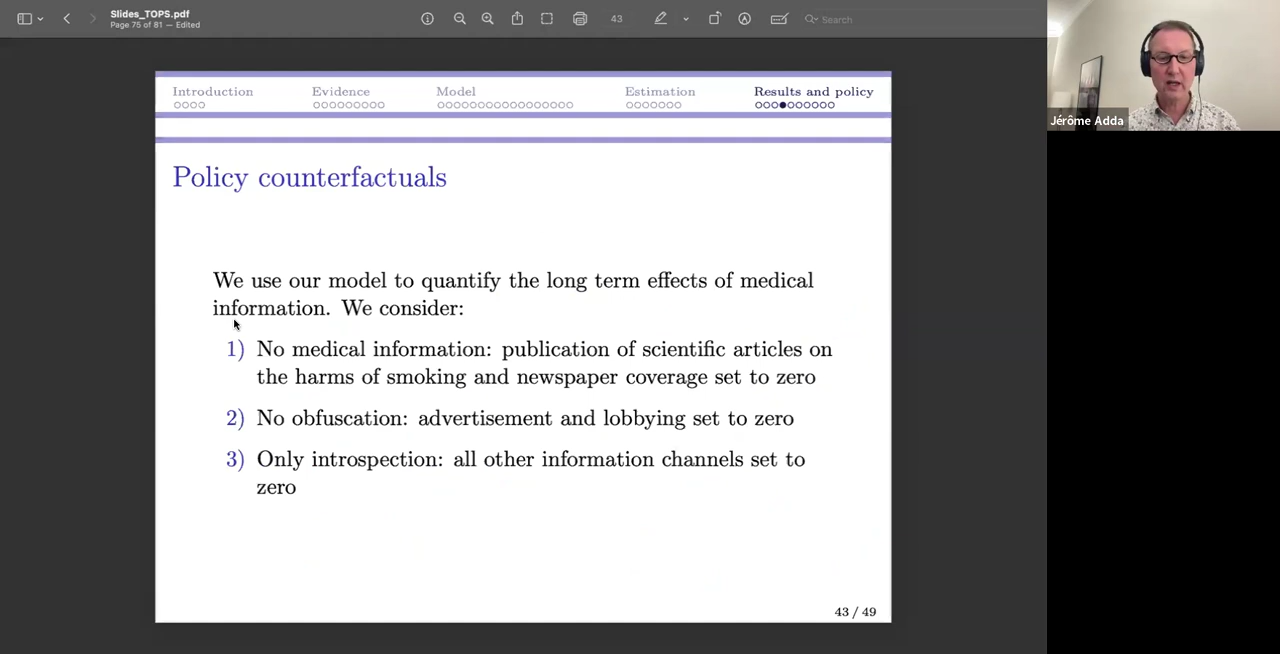 Slides_TOPS.pdf
Page 75 of 81 — Edited
43
Search
Jérôme Adda
Introduction Evidence Model Estimation Results and policy
Policy counterfactuals
We use our model to quantify the long term effects of medical
information. We consider:
1) No medical information: publication of scientific articles on
the harms of smoking and newspaper coverage set to zero
2) No obfuscation: advertisement and lobbying set to zero
3) Only introspection: all other information channels set to
zero
43 / 49